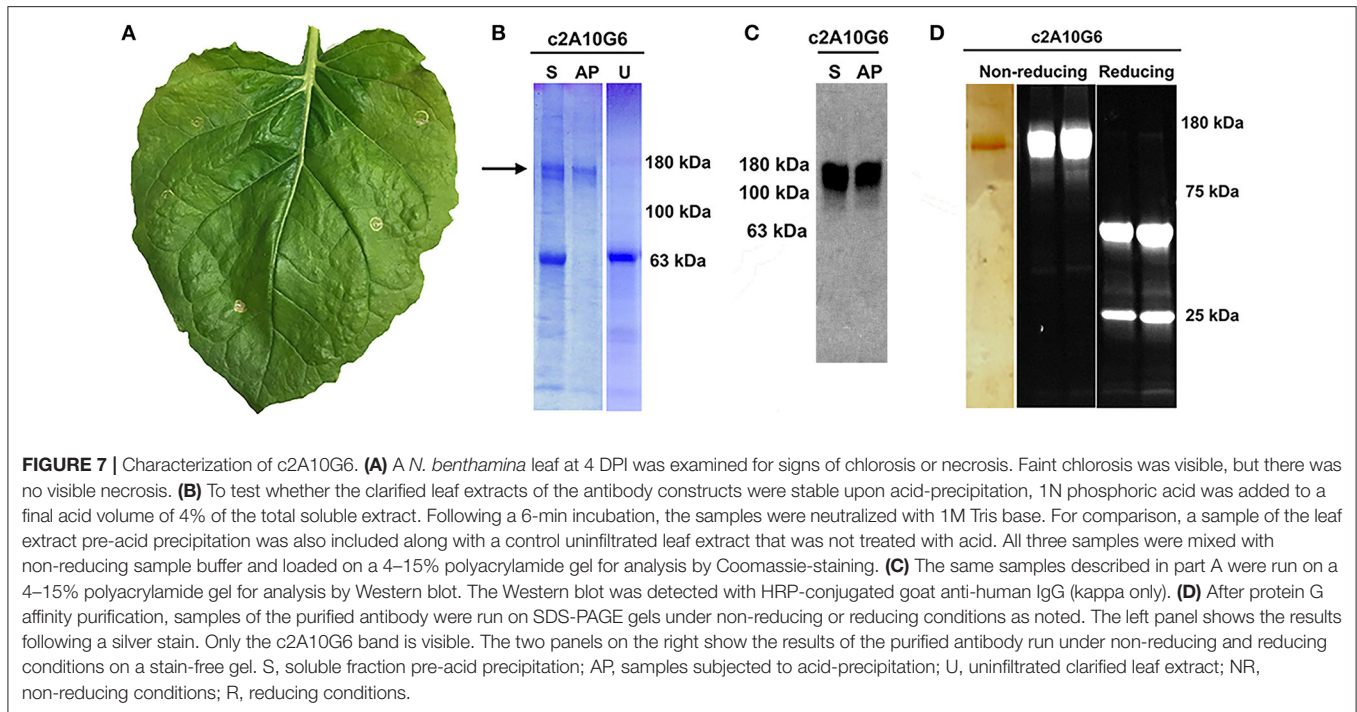 A
B
c2A10G6
S AP U
180 kDa
100 kDa
63 kDa
C
c2A10G6
S AP
180 kDa
100 kDa
63 kDa
D
c2A10G6
Non-reducing Reducing
180 kDa
75 kDa
25 kDa
FIGURE 7 | Characterization of c2A10G6. (A) A N. benthamina leaf at 4 DPI was examined for signs of chlorosis or necrosis. Faint chlorosis was visible, but there was
no visible necrosis. (B) To test whether the clarified leaf extracts of the antibody constructs were stable upon acid-precipitation, 1N phosphoric acid was added to a
final acid volume of 4% of the total soluble extract. Following a 6-min incubation, the samples were neutralized with 1M Tris base. For comparison, a sample of the leaf
extract pre-acid precipitation was also included along with a control uninfiltrated leaf extract that was not treated with acid. All three samples were mixed with
non-reducing sample buffer and loaded on a 4–15% polyacrylamide gel for analysis by Coomassie-staining. (C) The same samples described in part A were run on a
4–15% polyacrylamide gel for analysis by Western blot. The Western blot was detected with HRP-conjugated goat anti-human IgG (kappa only). (D) After protein G
affinity purification, samples of the purified antibody were run on SDS-PAGE gels under non-reducing or reducing conditions as noted. The left panel shows the results
following a silver stain. Only the c2A10G6 band is visible. The two panels on the right show the results of the purified antibody run under non-reducing and reducing
conditions on a stain-free gel. S, soluble fraction pre-acid precipitation; AP, samples subjected to acid-precipitation; U, uninfiltrated clarified leaf extract; NR,
non-reducing conditions; R, reducing conditions.